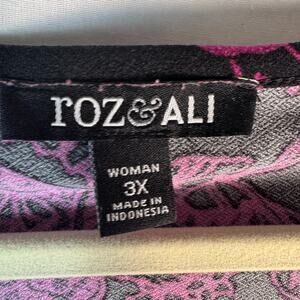 roz&ALI
WOMAN
3X
MADE IN
INDONESIA